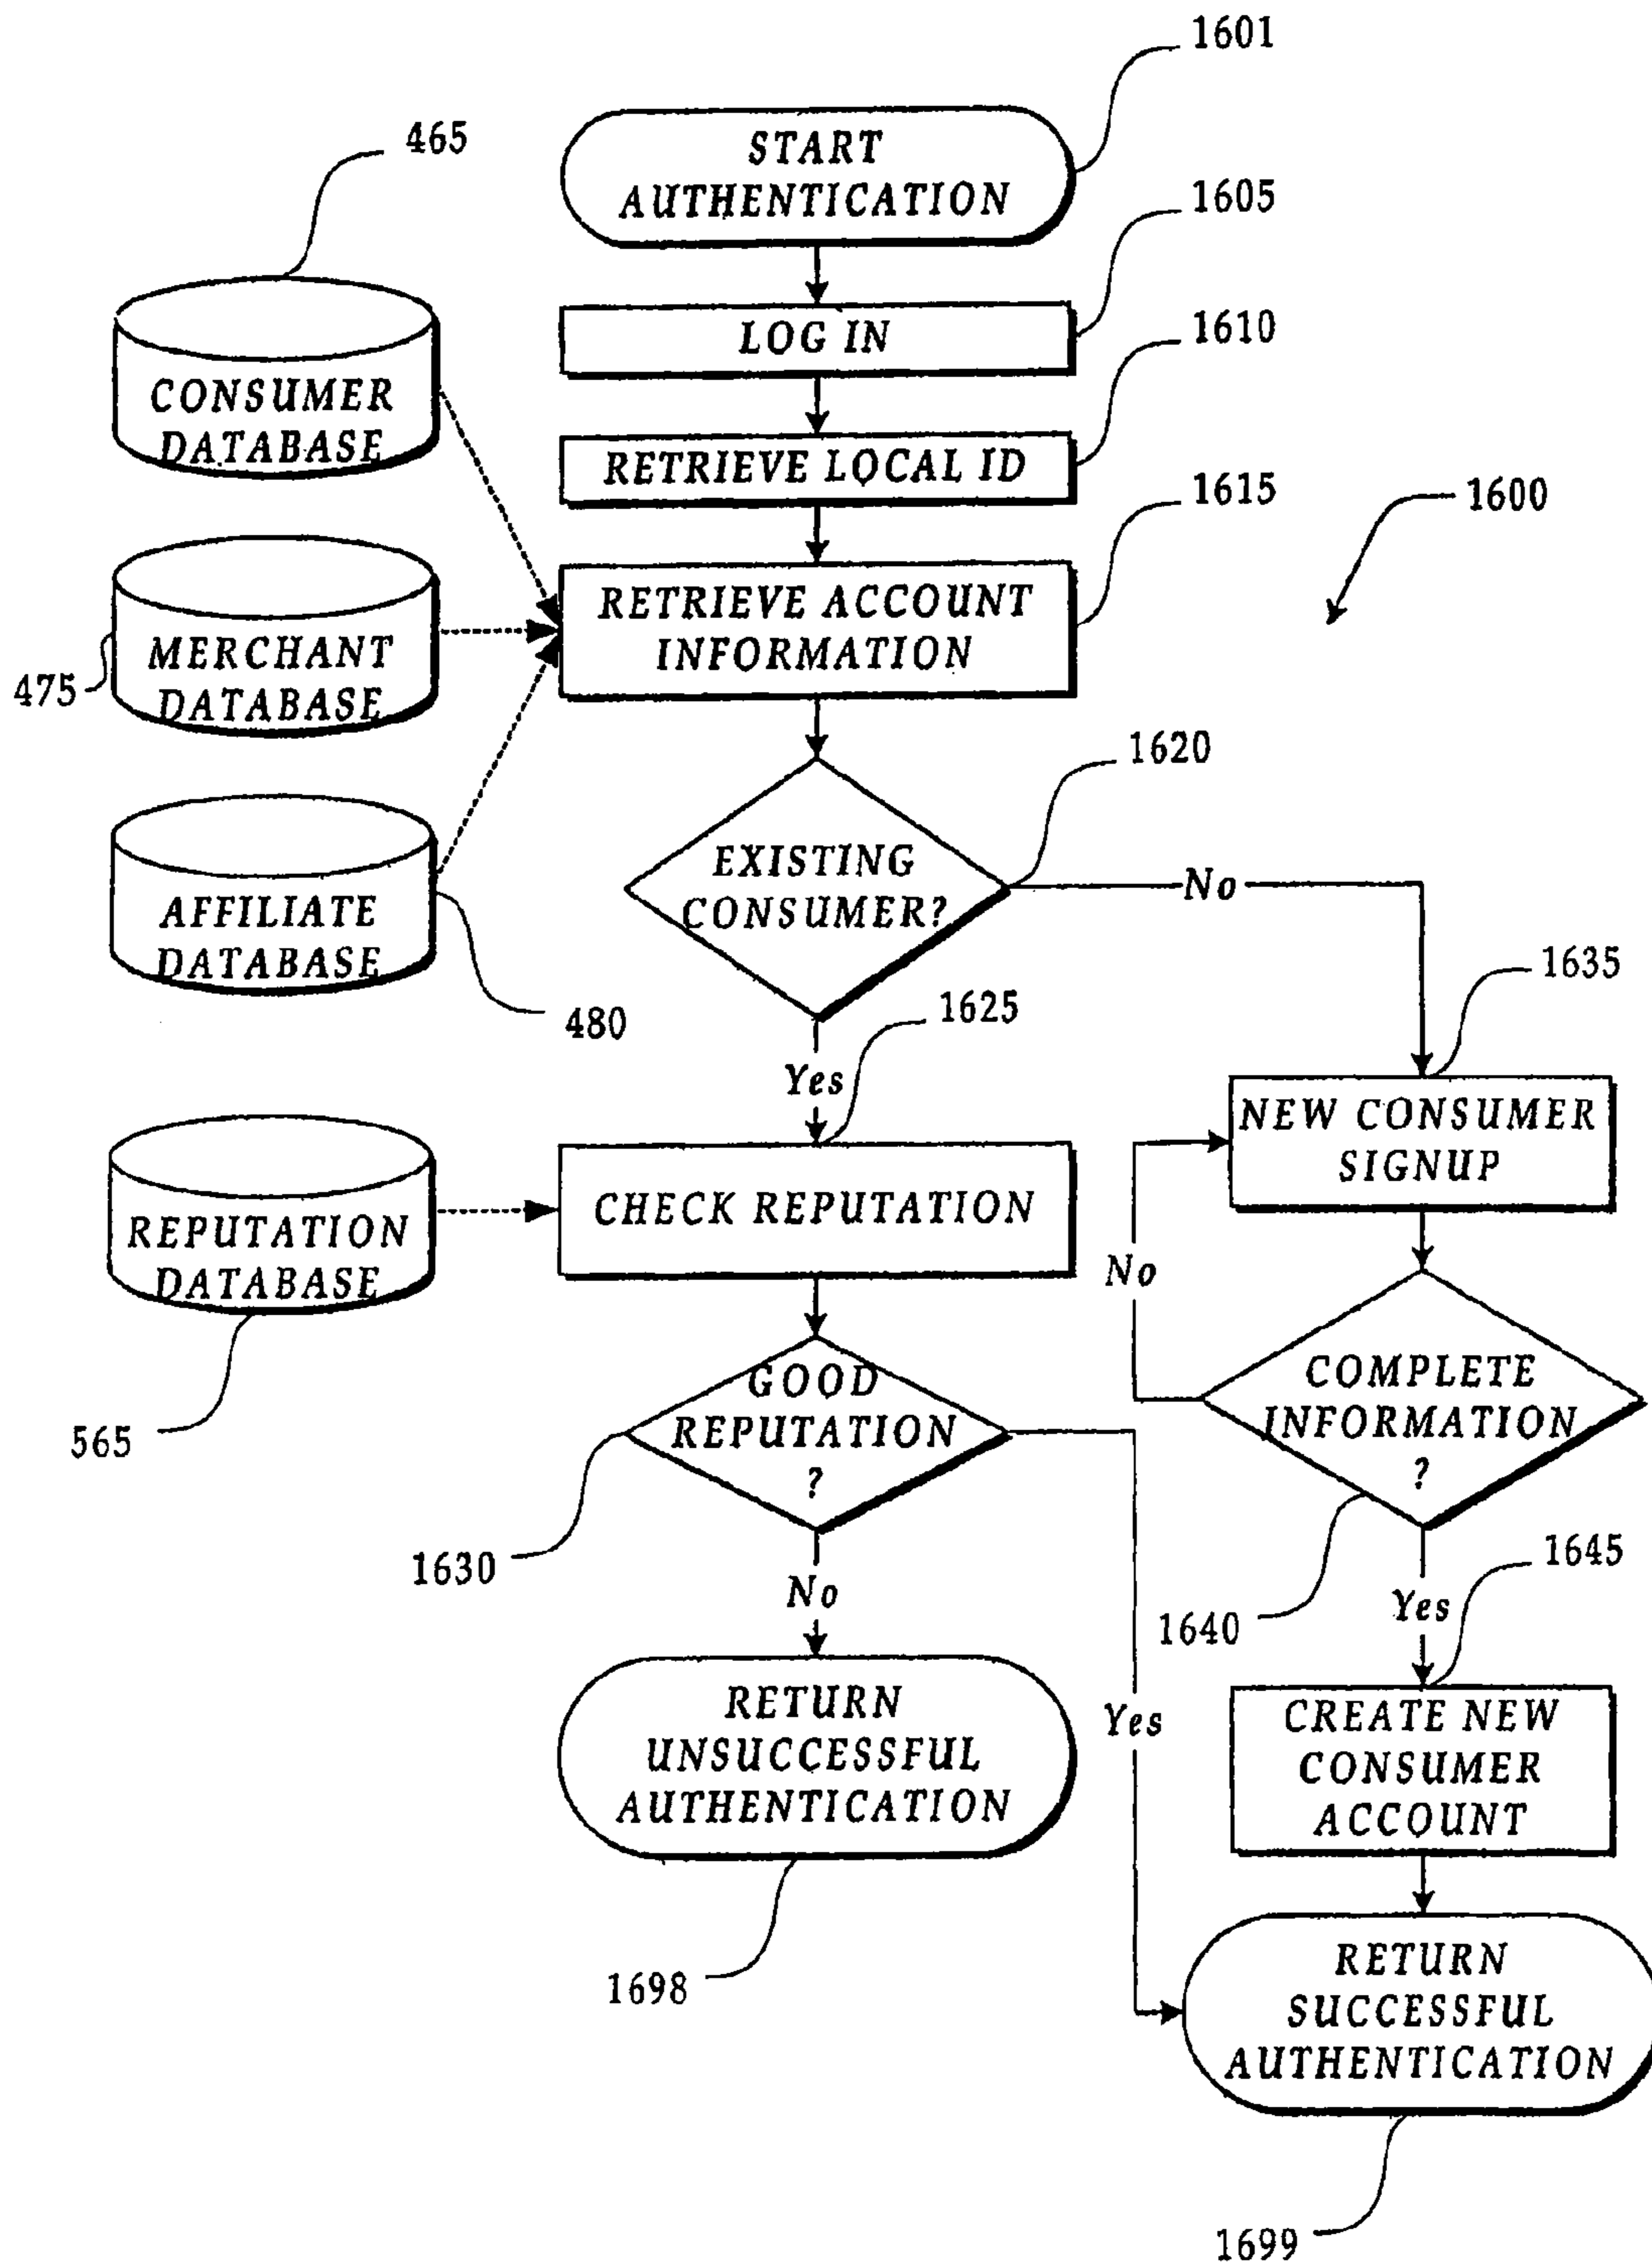 1601
START
AUTHENTICATION
465
1605
LOG IN
1610
CONSUMER
DATABASE
RETRIEVE LOCAL ID
1615
1600
RETRIEVE ACCOUNT
INFORMATION
MERCHANT
DATABASE
475
1620
EXISTING
CONSUMER?
No
AFFILIATE
DATABASE
480
1635
1625
Yes
NEW CONSUMER
SIGNUP
CHECK REPUTATION
REPUTATION
DATABASE
No
565
GOOD
REPUTATION
?
COMPLETE
INFORMATION
?
1630
No
1645
Yes
1640
RETURN
UNSUCCESSFUL
AUTHENTICATION
Yes
CREATE NEW
CONSUMER
ACCOUNT
1698
RETURN
SUCCESSFUL
AUTHENTICATION
1699